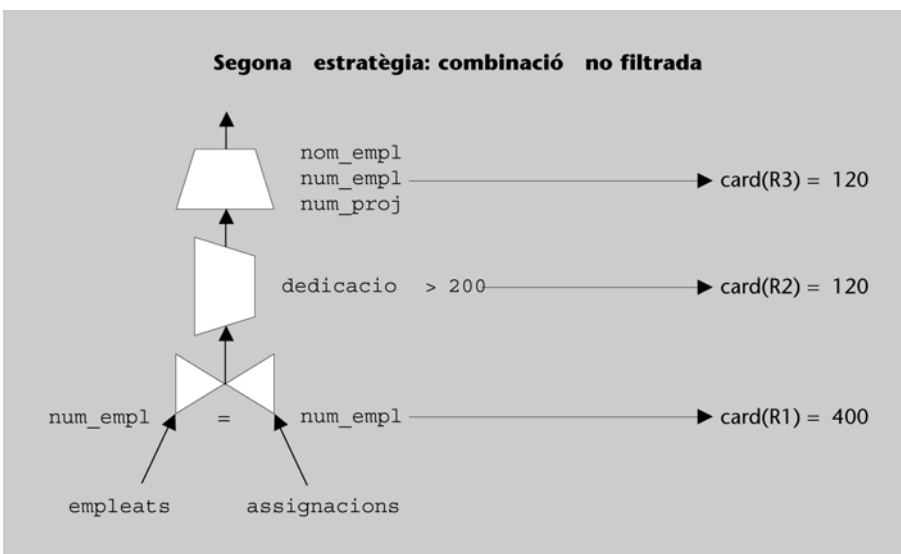 Segona estratègia: combinació no filtrada
nom_empl
num_empl
card(R3) = 120
num_proj
dedicacio > 200
card(R2) = 120
num_empl = num_empl
card(R1) = 400
empleats
assignacions